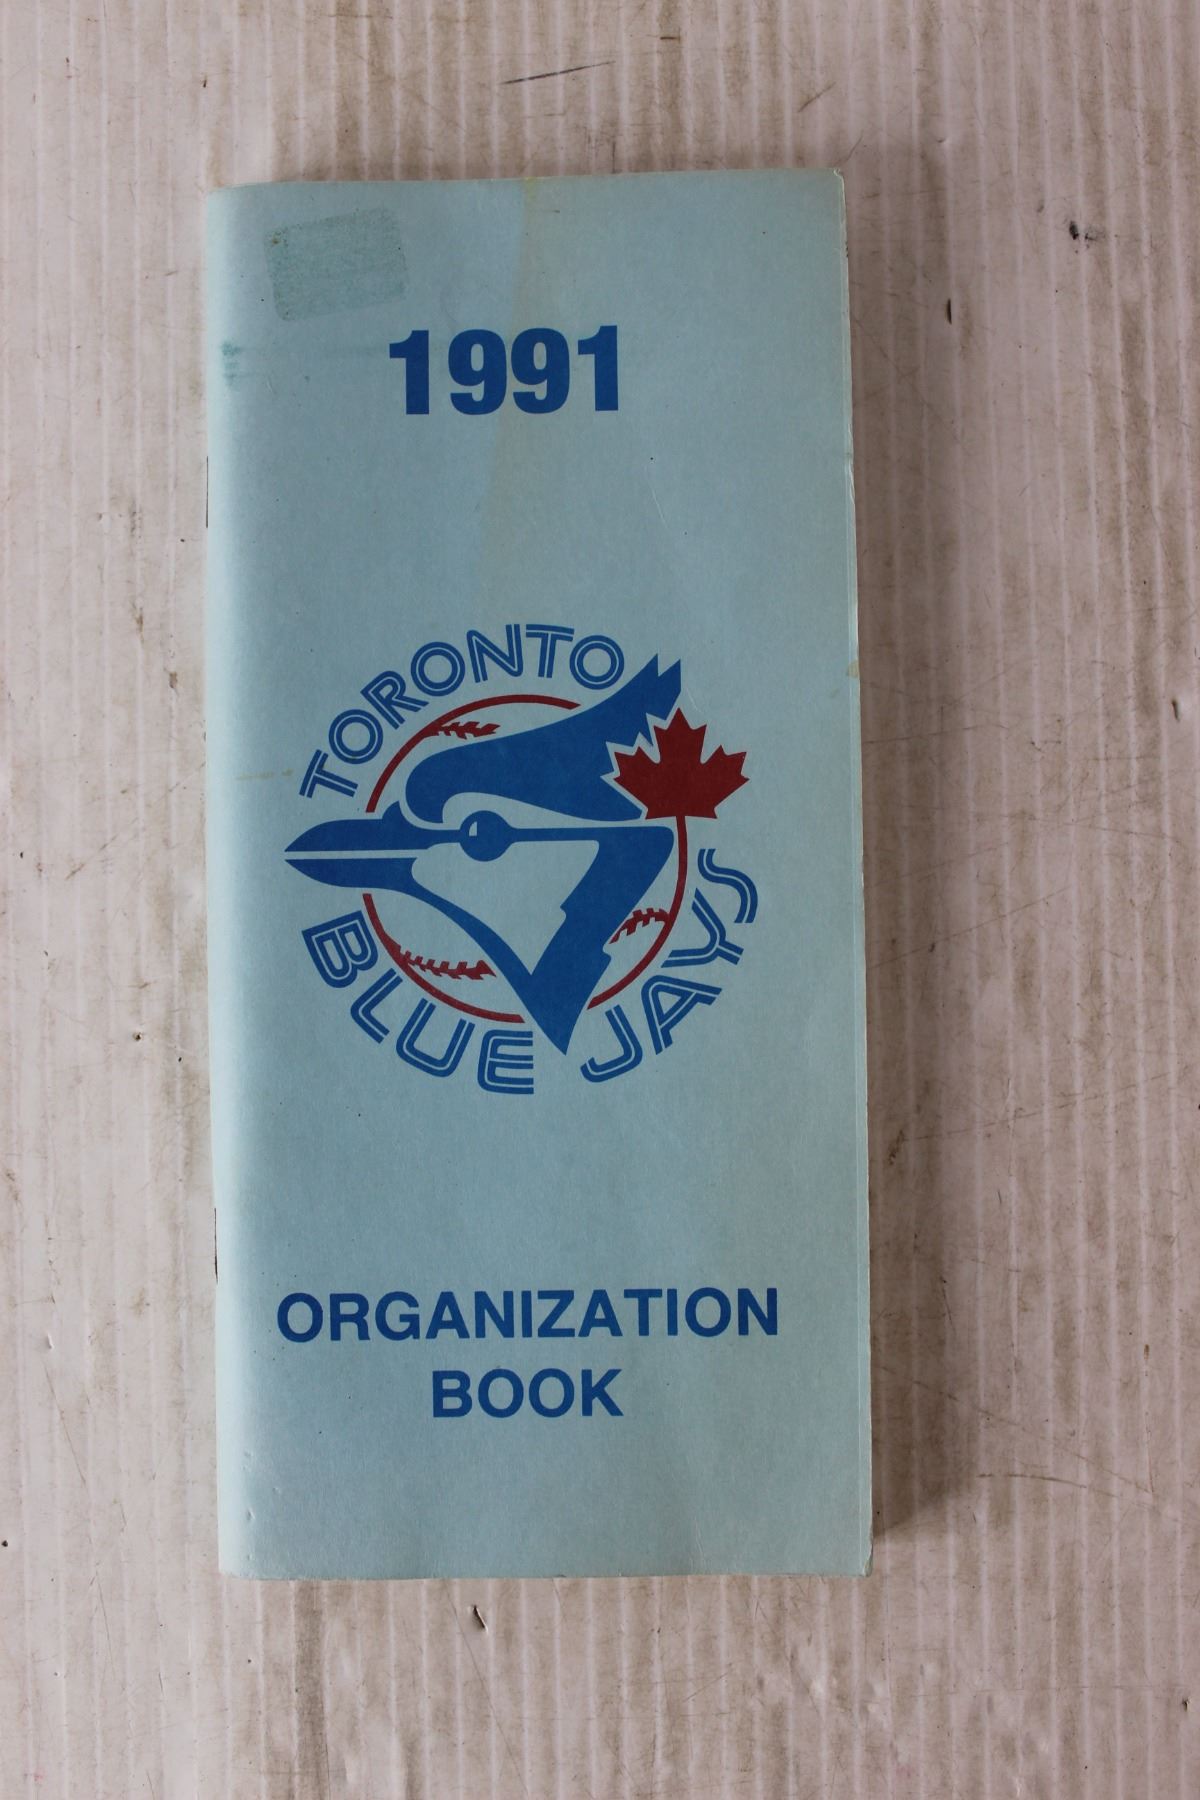 1991
TORONTO
BLUE JAYS
ORGANIZATION
BOOK